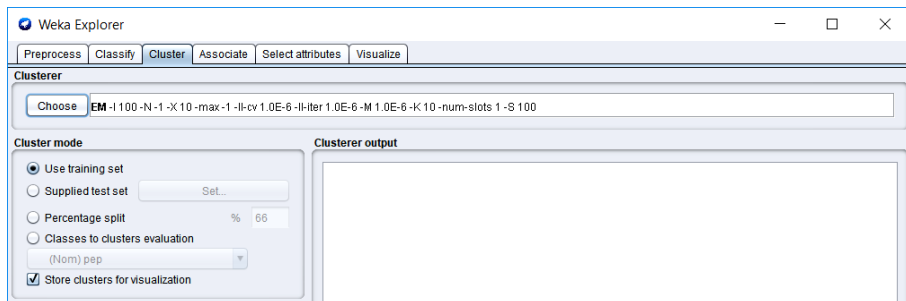 Weka Explorer
Preprocess Classify Cluster Associate Select attributes Visualize
Clusterer
Choose EM -I 100 -N -1 -X 10 -max -1 -ll-cv 1.0E-6 -ll-iter 1.0E-6 -M 1.0E-6 -K 10 -num-slots 1 -S 100
Cluster mode
Clusterer output
Use training set
Supplied test set Set...
Percentage split % 66
Classes to clusters evaluation
(Nom) pep
Store clusters for visualization